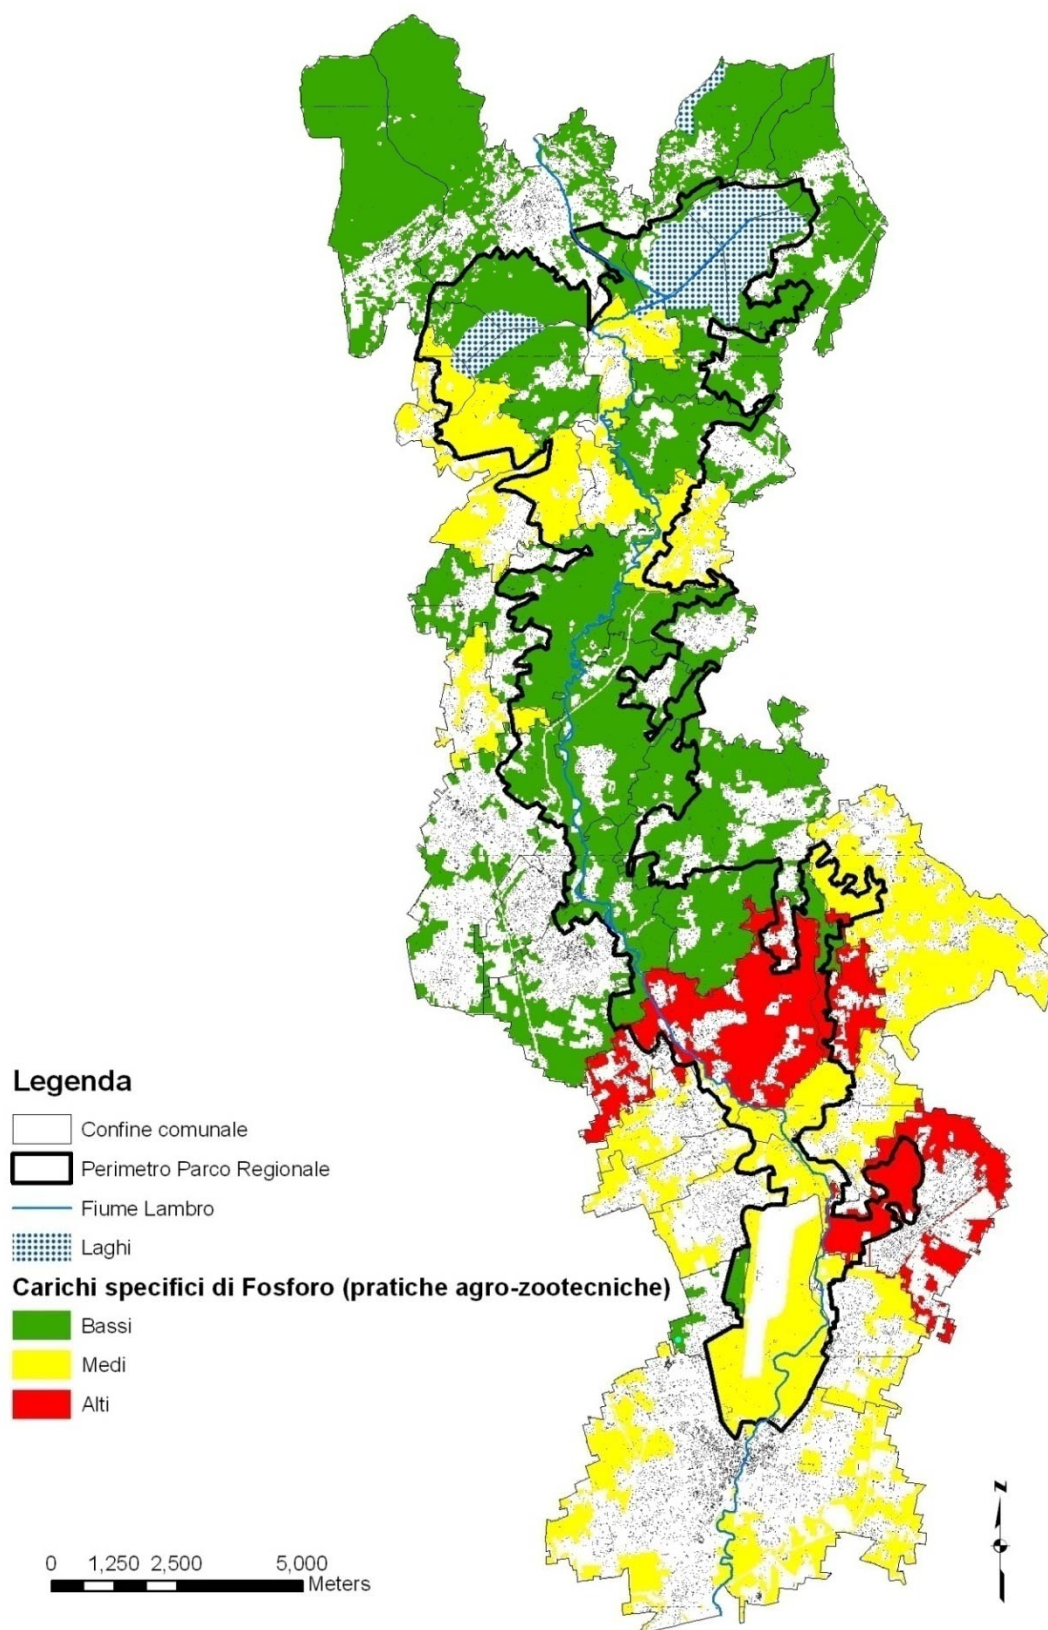 Legenda
Confine comunale
Perimetro Parco Regionale
Fiume Lambro
Laghi
Carichi specifici di Fosforo (pratiche agro-zootecniche)
Bassi
Medi
Alti
0 1,250 2,500 5,000
Meters
N